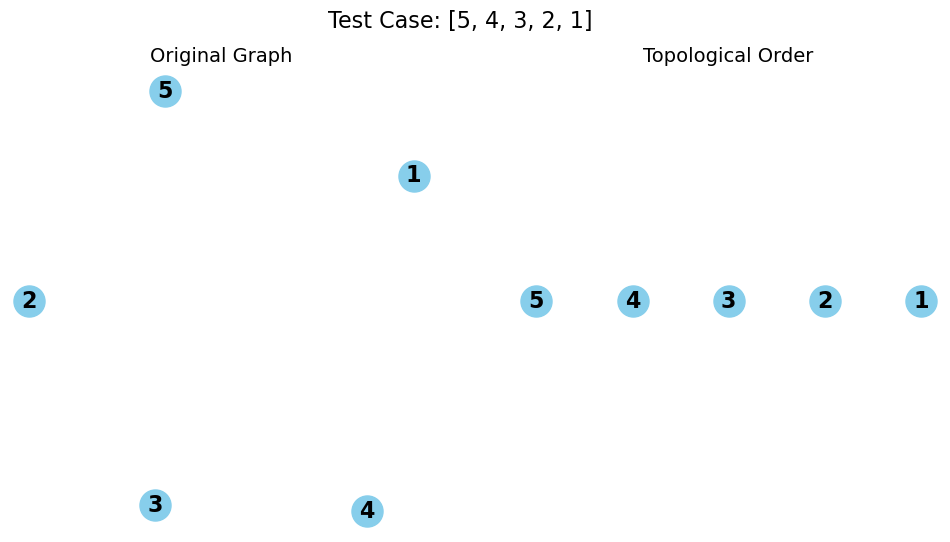 Test Case: [5, 4, 3, 2, 1]
Original Graph
5
1
2
3
4
Topological Order
5 4 3 2 1